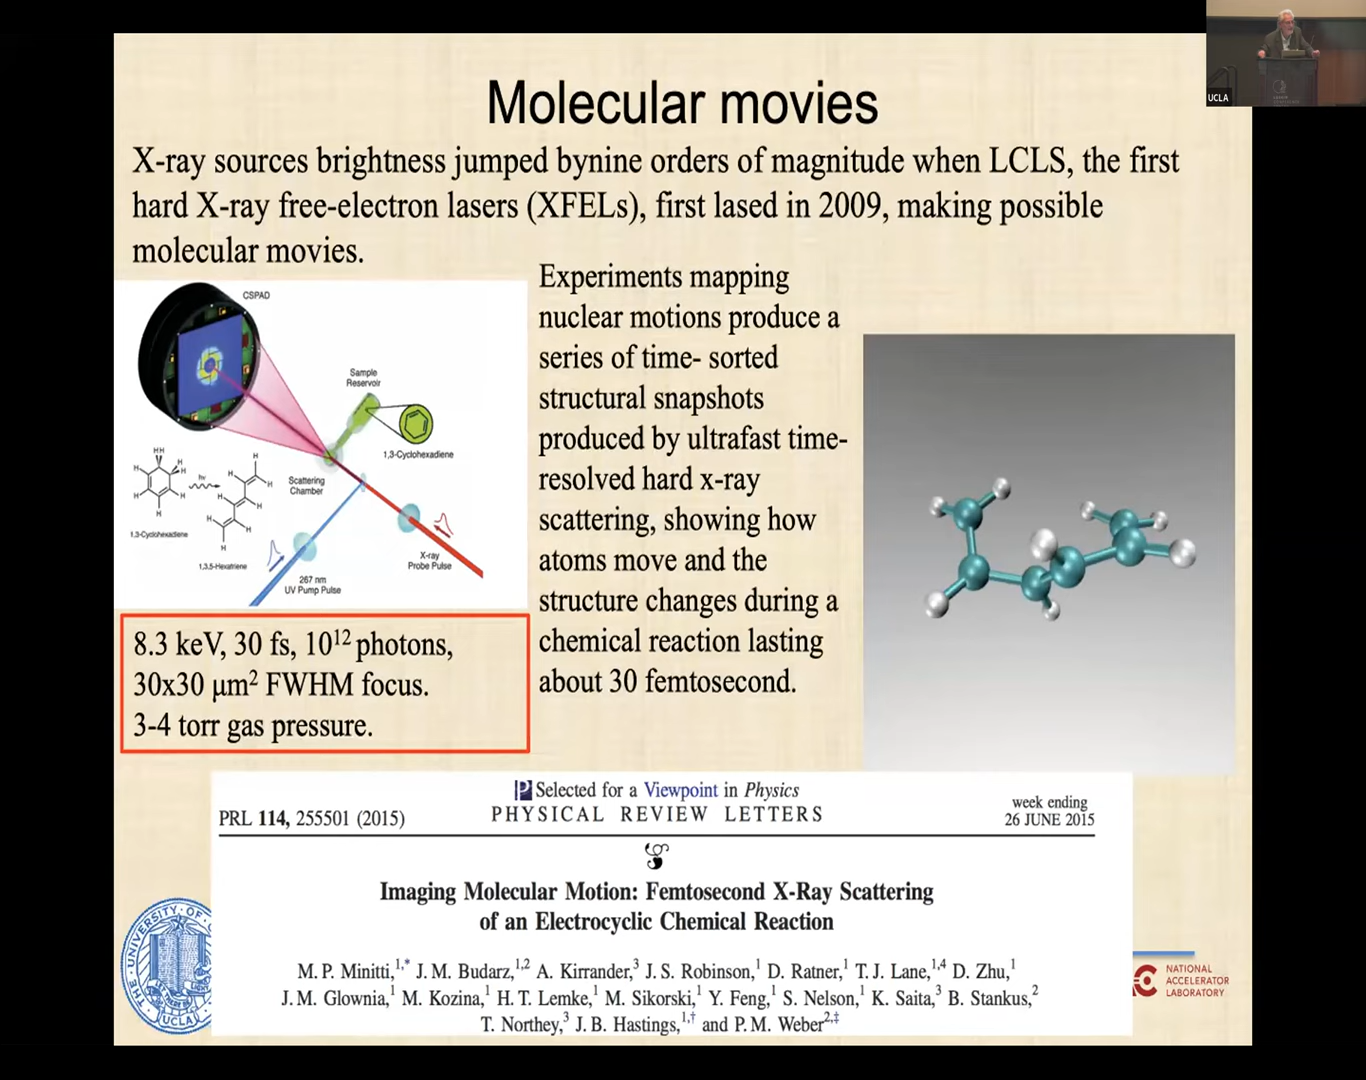 UCLA
Molecular movies
X-ray sources brightness jumped bynine orders of magnitude when LCLS, the first
hard X-ray free-electron lasers (XFELs), first lased in 2009, making possible
molecular movies.
CSPAD
Sample
Reservoir
1,3-Cyclohexadiene
Scattering
Chamber
HH
H
H
H
H
H
H
hv
H
H
H
H
H
H
H
H
1,3-Cyclohexadiene
1,3,5-Hexatriene
267 nm
UV Pump Pulse
X-ray
Probe Pulse
Experiments mapping
nuclear motions produce a
series of time- sorted
structural snapshots
produced by ultrafast time-
resolved hard x-ray
scattering, showing how
atoms move and the
structure changes during a
chemical reaction lasting
about 30 femtosecond.
8.3 keV, 30 fs, 10¹² photons,
30x30 μm² FWHM focus.
3-4 torr gas pressure.
P Selected for a Viewpoint in Physics
PRL 114, 255501 (2015)
PHYSICAL REVIEW LETTERS
week ending
26 JUNE 2015
Imaging Molecular Motion: Femtosecond X-Ray Scattering
of an Electrocyclic Chemical Reaction
M. P. Minitti,¹,* J. M. Budarz,¹,² A. Kirrander,³ J. S. Robinson,¹ D. Ratner,¹ T. J. Lane,¹,⁴ D. Zhu,¹
J. M. Glownia,¹ M. Kozina,¹ H. T. Lemke,¹ M. Sikorski,¹ Y. Feng,¹ S. Nelson,¹ K. Saita,³ B. Stankus,²
T. Northey,³ J. B. Hastings,¹,† and P. M. Weber²,‡
THE UNIVERSITY OF
UCLA
NATIONAL
ACCELERATOR
LABORATORY